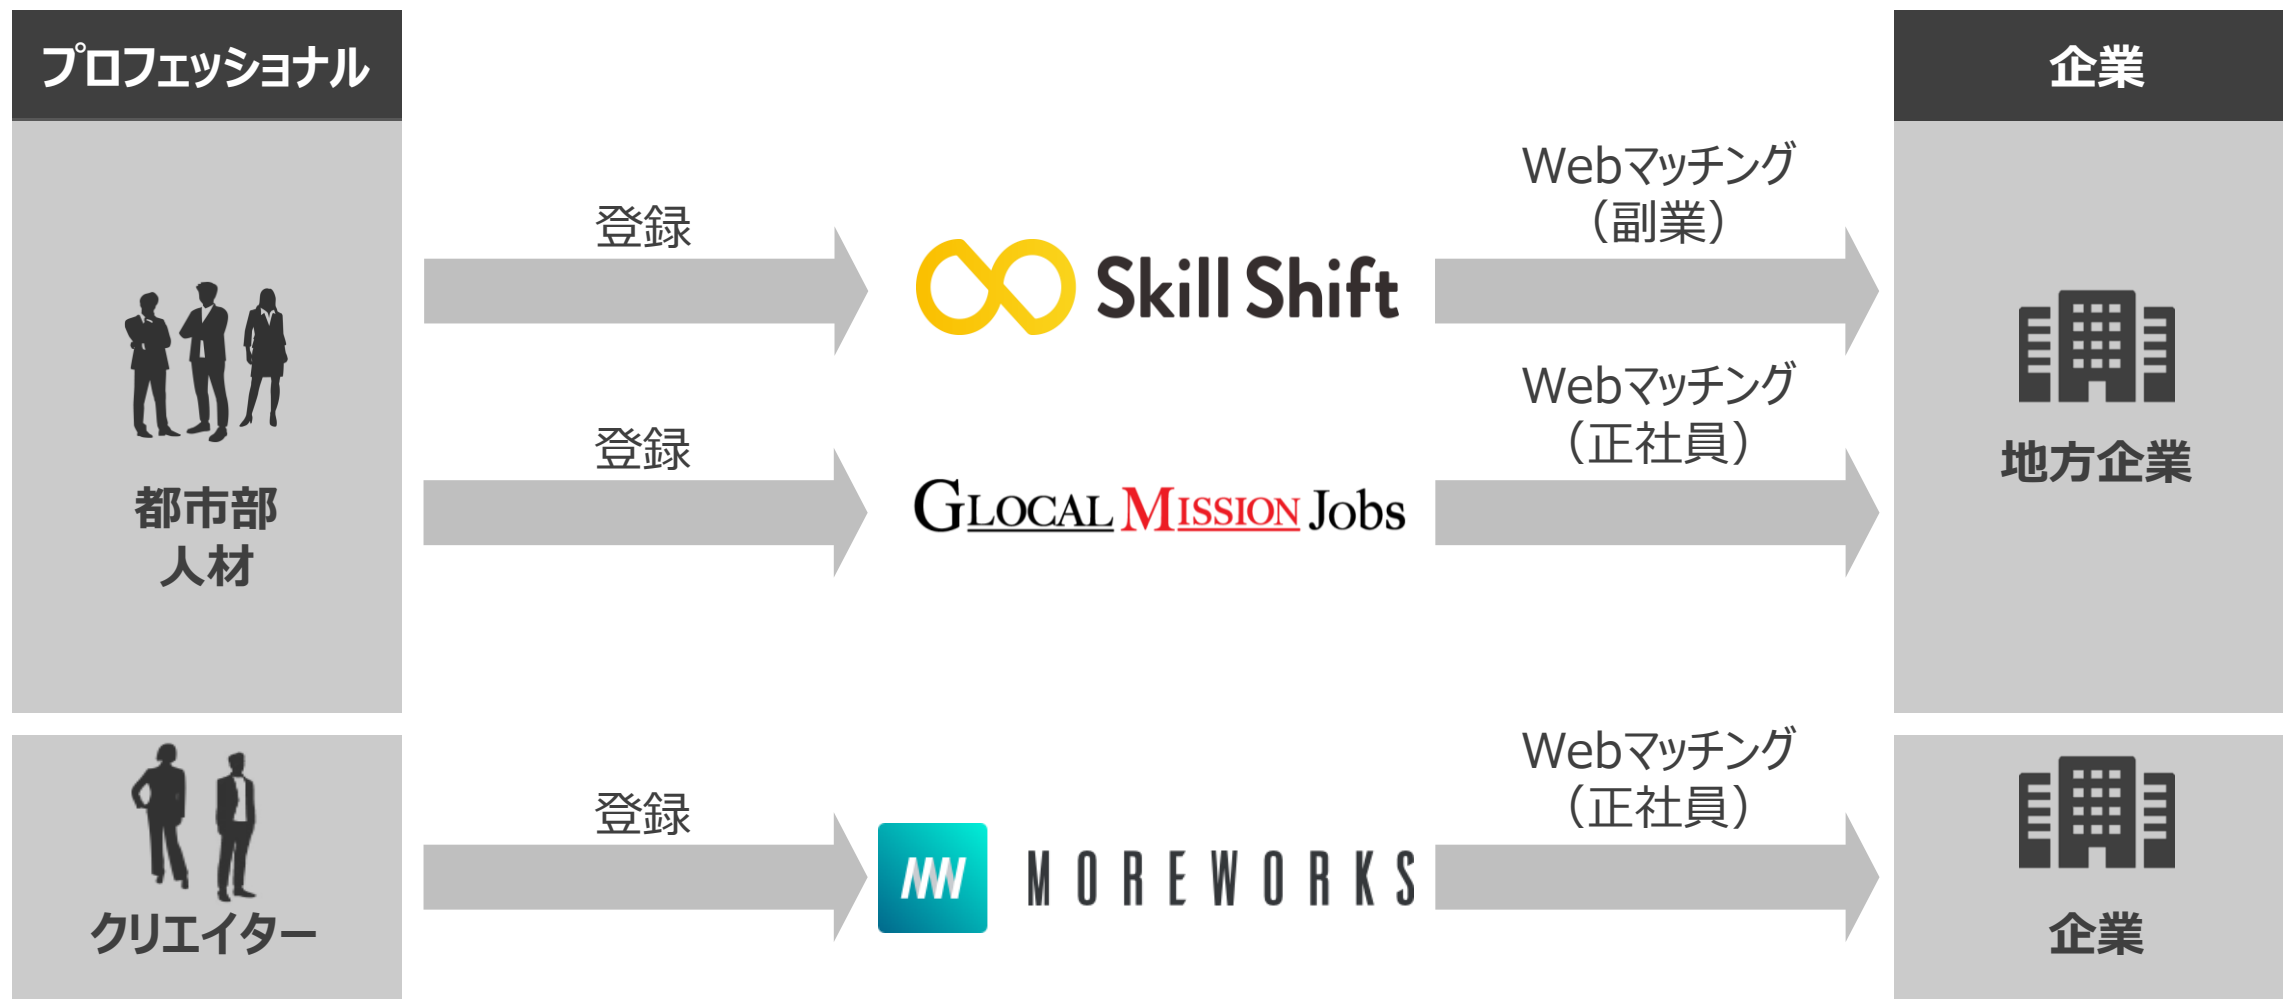 プロフェッショナル
企業
Webマッチング
（副業）
登録
Skill Shift
Webマッチング
（正社員）
登録
GLOCAL MISSION Jobs
都市部
人材
地方企業
Webマッチング
（正社員）
登録
MOREWORKS
クリエイター
企業